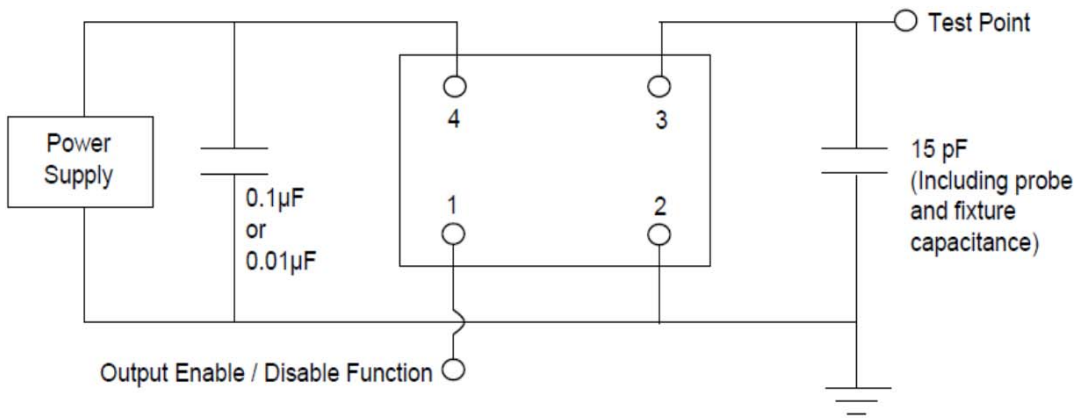 Test Point
4
3
Power
Supply
15 pF
(Including probe
and fixture
capacitance)
0.1µF
or
0.01µF
1
2
Output Enable / Disable Function